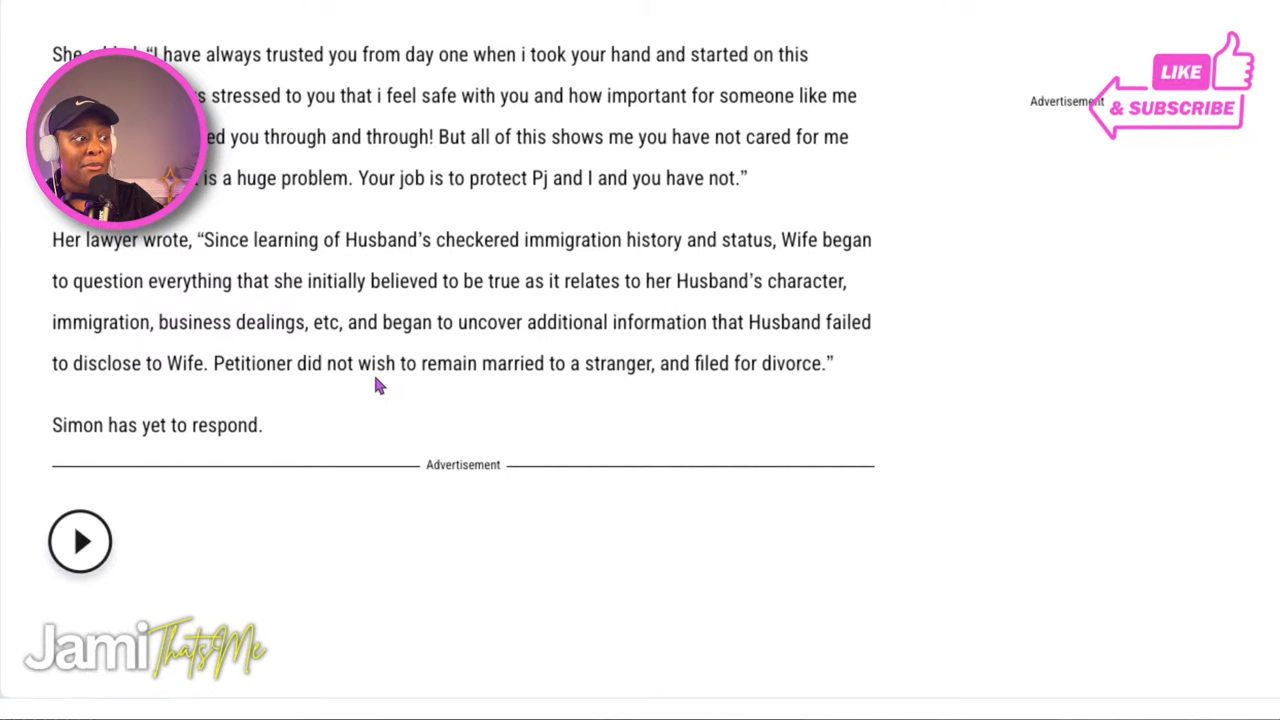 She “I have always trusted you from day one when i took your hand and started on this
stressed to you that i feel safe with you and how important for someone like me
you through and through! But all of this shows me you have not cared for me
is a huge problem. Your job is to protect Pj and I and you have not.”
Her lawyer wrote, “Since learning of Husband’s checkered immigration history and status, Wife began
to question everything that she initially believed to be true as it relates to her Husband’s character,
immigration, business dealings, etc, and began to uncover additional information that Husband failed
to disclose to Wife. Petitioner did not wish to remain married to a stranger, and filed for divorce.”
Simon has yet to respond.
Advertisement
LIKE
Advertisement
& SUBSCRIBE
Jami That'sMe